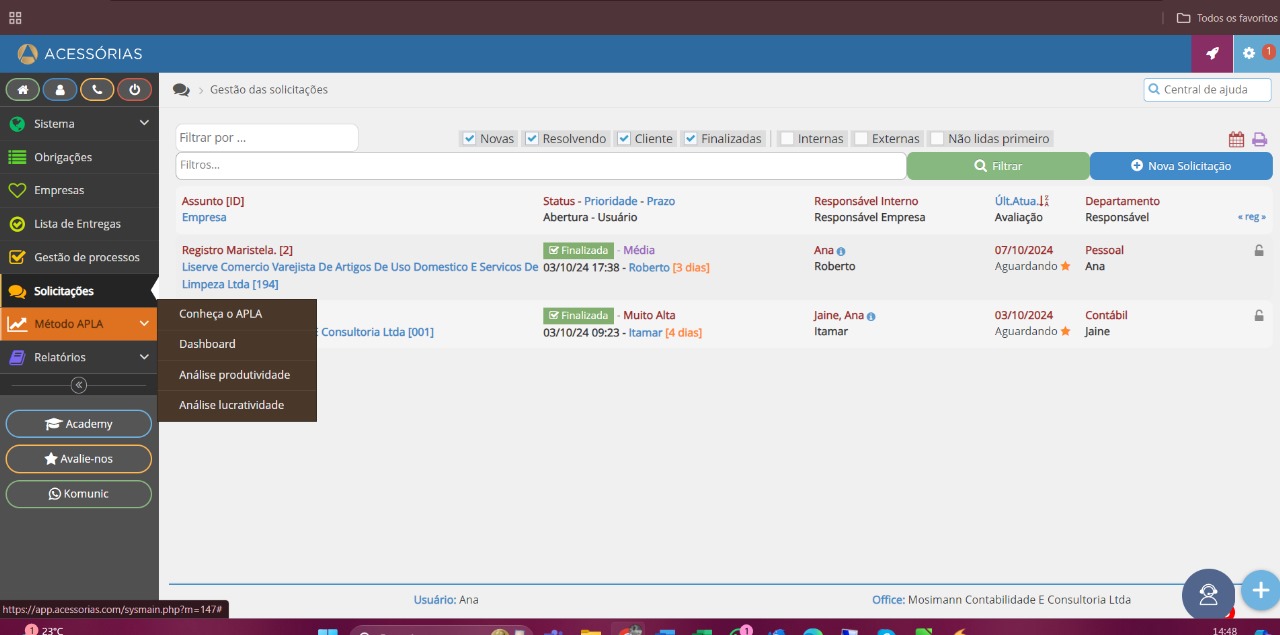 Todos os favoritos
ACESSÓRIAS
1
Gestão das solicitações
Central de ajuda
Sistema
Obrigações
Empresas
Lista de Entregas
Gestão de processos
Solicitações
Método APLA
Relatórios
Academy
Avalie-nos
Komunic
Conheça o APLA
Dashboard
Análise produtividade
Análise lucratividade
Filtrar por ...
Novas Resolvendo Cliente Finalizadas | Internas Externas Não lidas primeiro
Filtros...
Filtrar
Nova Solicitação
Assunto [ID] Status - Prioridade - Prazo Responsável Interno Últ.Atua. Departamento
Empresa Abertura - Usuário Responsável Empresa Avaliação Responsável « reg »
Registro Maristela. [2] Finalizada - Média Ana 07/10/2024 Pessoal
Liserve Comercio Varejista De Artigos De Uso Domestico E Servicos De 03/10/24 17:38 - Roberto [3 dias] Roberto Aguardando Ana
Limpeza Ltda [194]
Finalizada - Muito Alta Jaine, Ana 03/10/2024 Contábil
E Consultoria Ltda [001] 03/10/24 09:23 - Itamar [4 dias] Itamar Aguardando Jaine
Usuário: Ana Office: Mosimann Contabilidade E Consultoria Ltda
https://app.acessorias.com/sysmain.php?m=147#
1 23°C
1
14:48